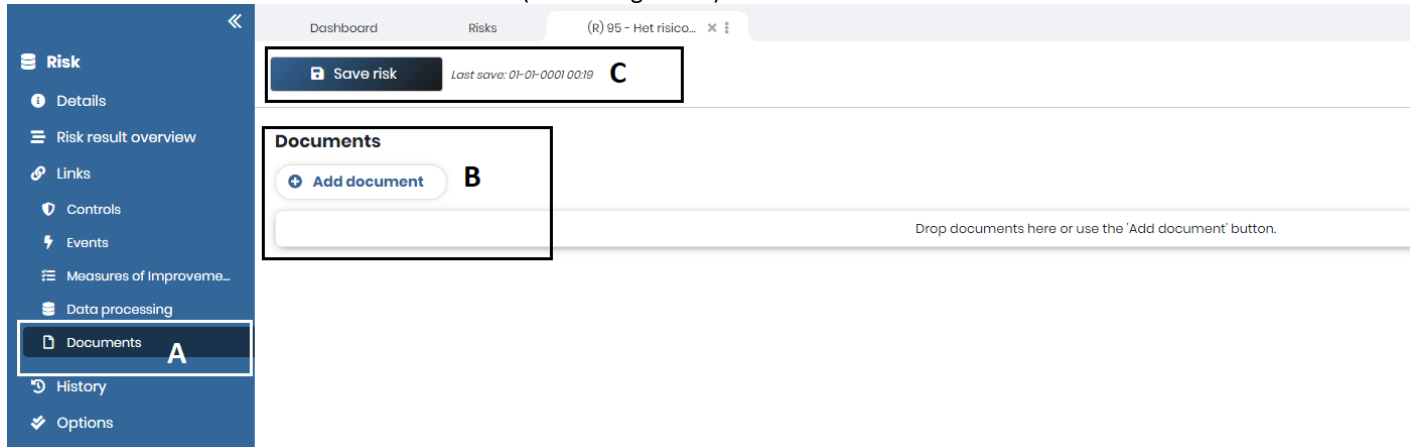 Dashboard
Risks
(R) 95 - Het risico...
Risk
Save risk
Last save: 01-01-0001 00:19
C
Details
Risk result overview
Links
Controls
Events
Measures of Improveme...
Data processing
Documents
A
History
Options
Documents
Add document
B
Drop documents here or use the 'Add document' button.